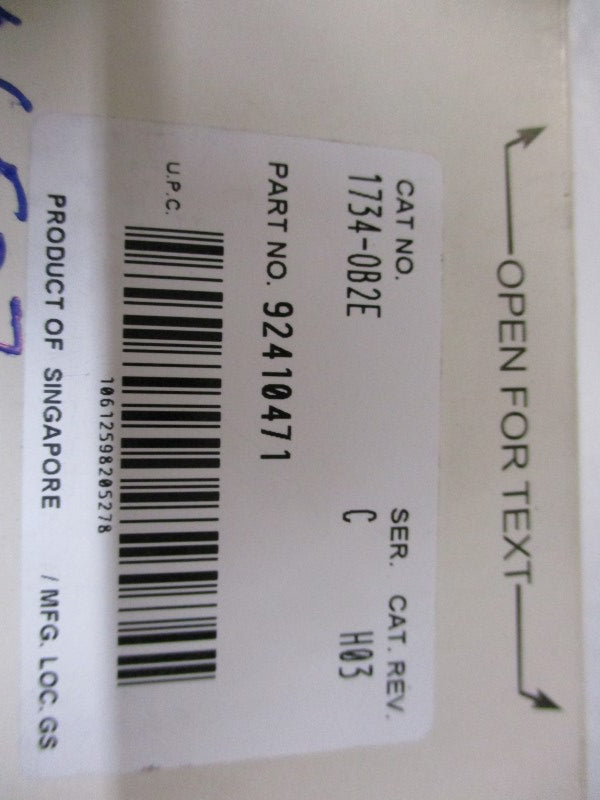 OPEN FOR TEXT
CAT NO. SER. CAT. REV.
1734-OB2E C H03
PART NO. 92410471
U.P.C.
10612598205278
PRODUCT OF SINGAPORE / MFG. LOC. GS